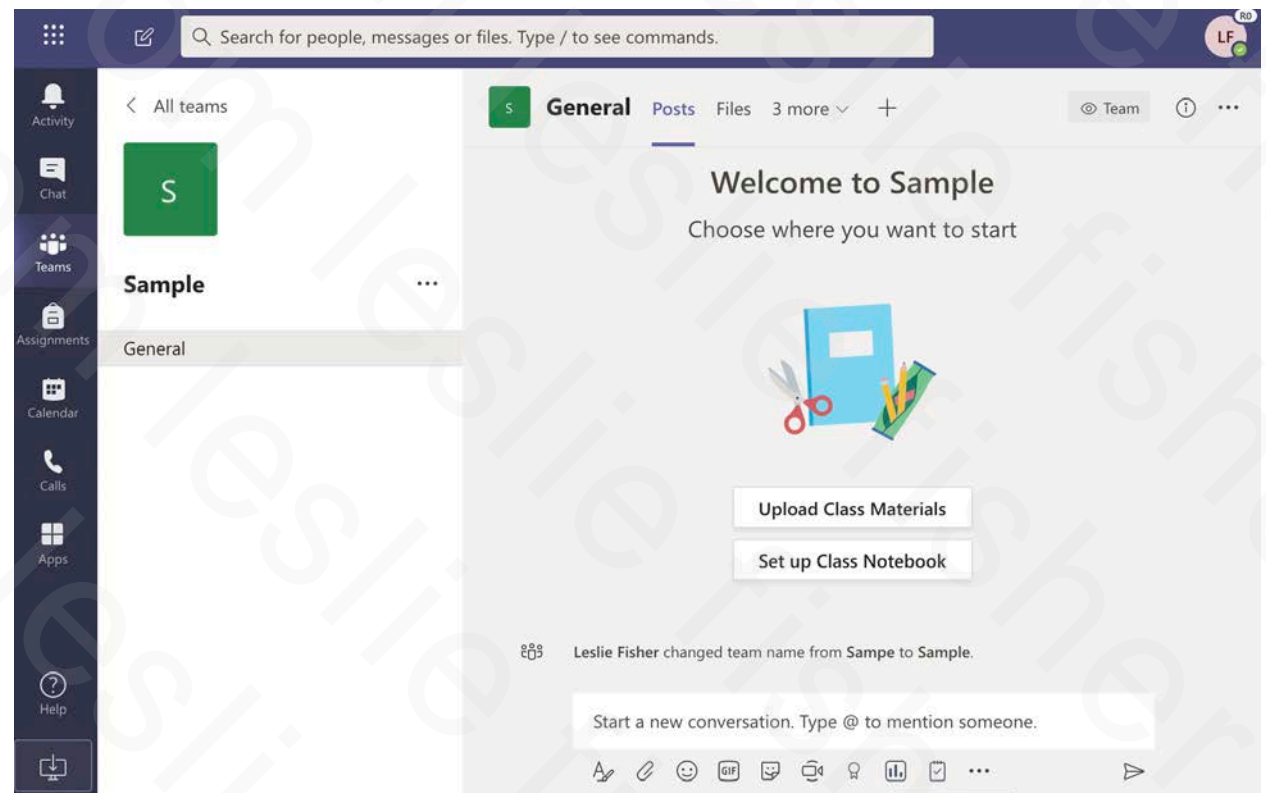 Search for people, messages or files. Type / to see commands.
RO
LF
Activity
Chat
Teams
Assignments
Calendar
Calls
Apps
Help
All teams
S
Sample
General
S
General Posts Files 3 more
Team
Welcome to Sample
Choose where you want to start
Upload Class Materials
Set up Class Notebook
Leslie Fisher changed team name from Sampe to Sample.
Start a new conversation. Type @ to mention someone.
GIF
leslie fisher